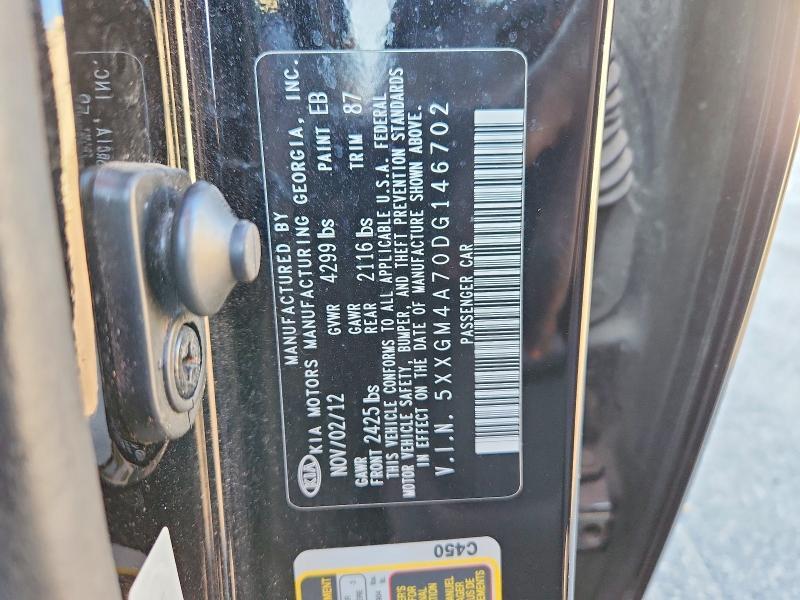 MANUFACTURED BY
KIA KIA MOTORS MANUFACTURING GEORGIA, INC.
NOV/02/12 GVWR 4299 lbs PAINT EB
GAWR FRONT 2425 lbs GAWR REAR 2116 lbs TRIM 87
THIS VEHICLE CONFORMS TO ALL APPLICABLE U.S.A. FEDERAL
MOTOR VEHICLE SAFETY, BUMPER, AND THEFT PREVENTION STANDARDS
IN EFFECT ON THE DATE OF MANUFACTURE SHOWN ABOVE.
V.I.N. 5XXGM4A70DG146702
PASSENGER CAR
C450
INC.